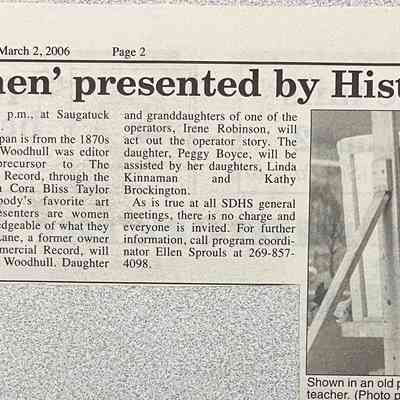 March 2, 2006 Page 2
en' presented by Hist
p.m., at Saugatuck
pan is from the 1870s
Woodhull was editor
precursor to The
Record, through the
Cora Bliss Taylor
body's favorite art
esenters are women
edgeable of what they
ane, a former owner
mercial Record, will
Woodhull. Daughter
and granddaughters of one of the
operators, Irene Robinson, will
act out the operator story. The
daughter, Peggy Boyce, will be
assisted by her daughters, Linda
Kinnaman and Kathy
Brockington.
As is true at all SDHS general
meetings, there is no charge and
everyone is invited. For further
information, call program coordi-
nator Ellen Sprouls at 269-857-
4098.
Shown in an old p
teacher. (Photo p